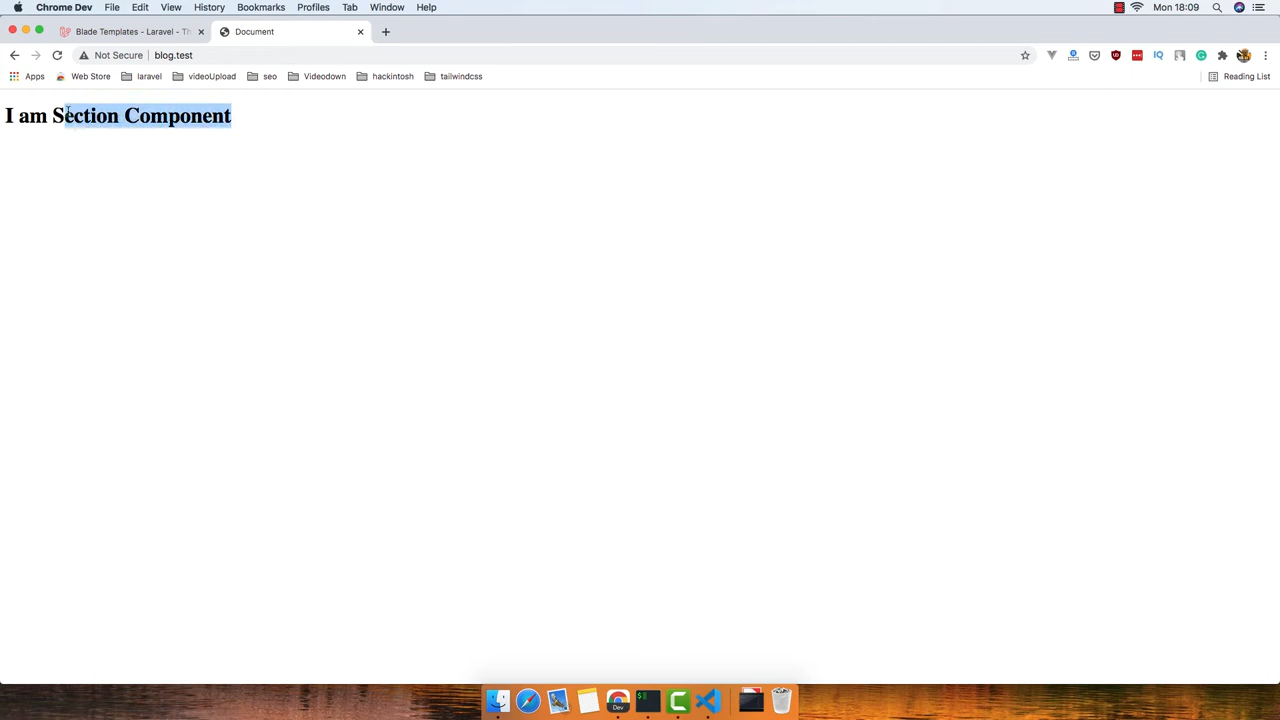 Chrome Dev File Edit View History Bookmarks Profiles Tab Window Help Mon 18:09
Blade Templates - Laravel - Th Document
Not Secure blog.test
Apps Web Store laravel videoUpload seo Videodown hackintosh tailwindcss Reading List
I am Section Component
Dev